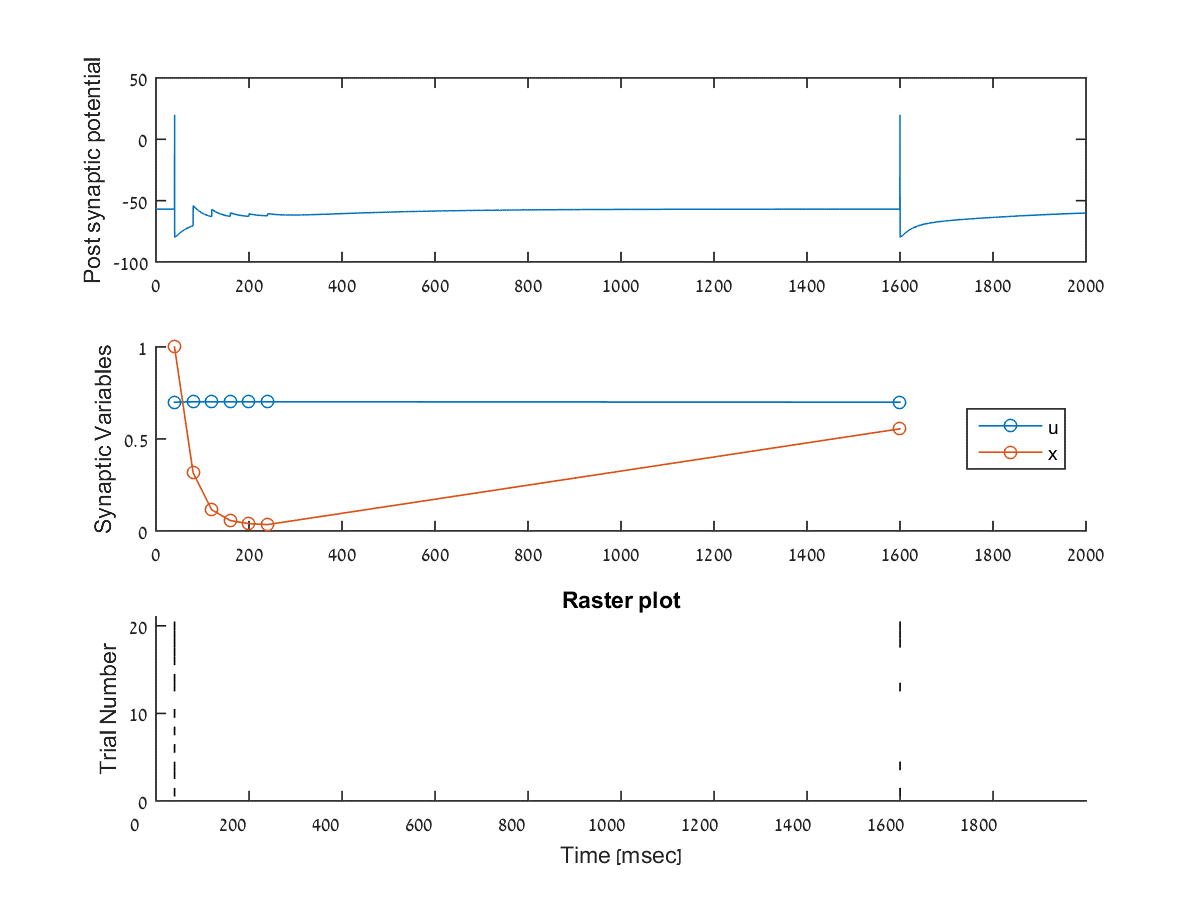 Post synaptic potential
50
0
-50
-100
0 200 400 600 800 1000 1200 1400 1600 1800 2000
Synaptic Variables
1
0.5
0
u
x
0 200 400 600 800 1000 1200 1400 1600 1800 2000
Raster plot
Trial Number
20
10
0
0 200 400 600 800 1000 1200 1400 1600 1800
Time [msec]